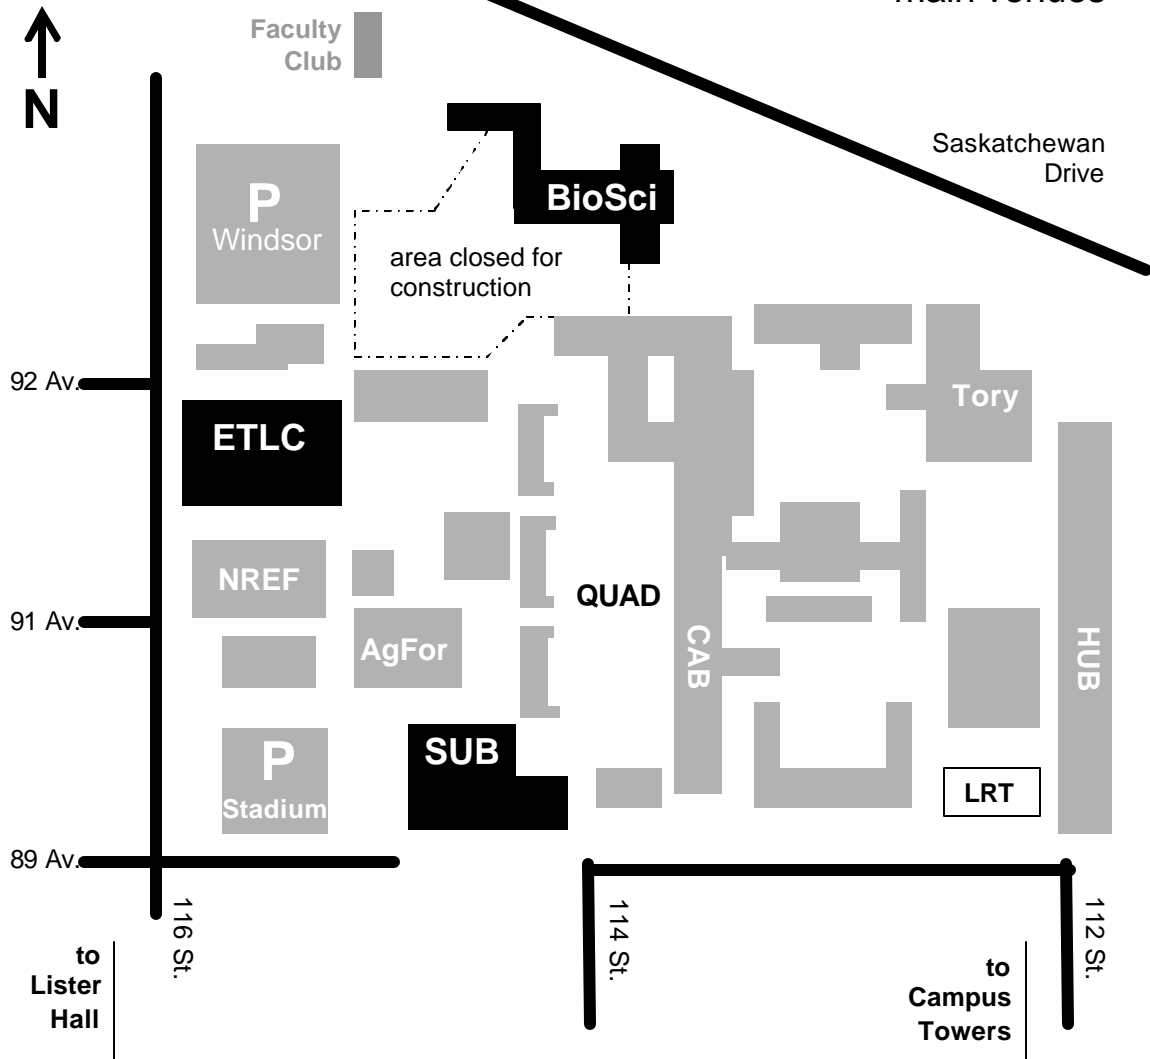 main venues
Faculty
Club
N
Saskatchewan
Drive
P
Windsor
BioSci
area closed for
construction
92 Av.
Tory
ETLC
NREF
QUAD
91 Av.
AgFor
CAB
HUB
SUB
P
Stadium
LRT
89 Av.
116 St.
114 St.
112 St.
to
Lister
Hall
to
Campus
Towers